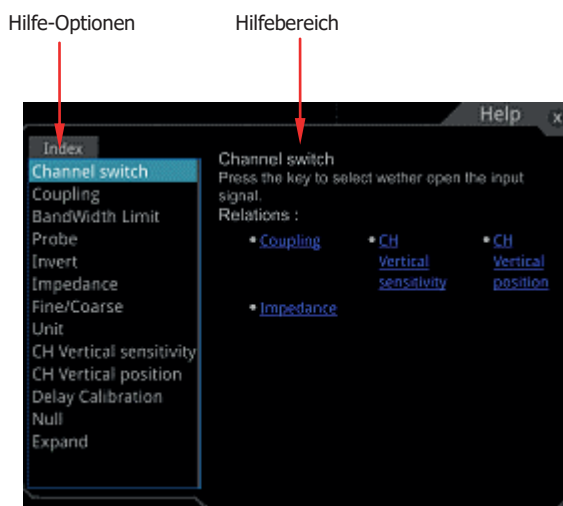 Hilfe-Optionen
Hilfebereich
Help
x
Index
Channel switch
Coupling
BandWidth Limit
Probe
Invert
Impedance
Fine/Coarse
Unit
CH Vertical sensitivity
CH Vertical position
Delay Calibration
Null
Expand
Channel switch
Press the key to select wether open the input
signal.
Relations :
• Coupling
• CH
Vertical
sensitivity
• CH
Vertical
position
• Impedance